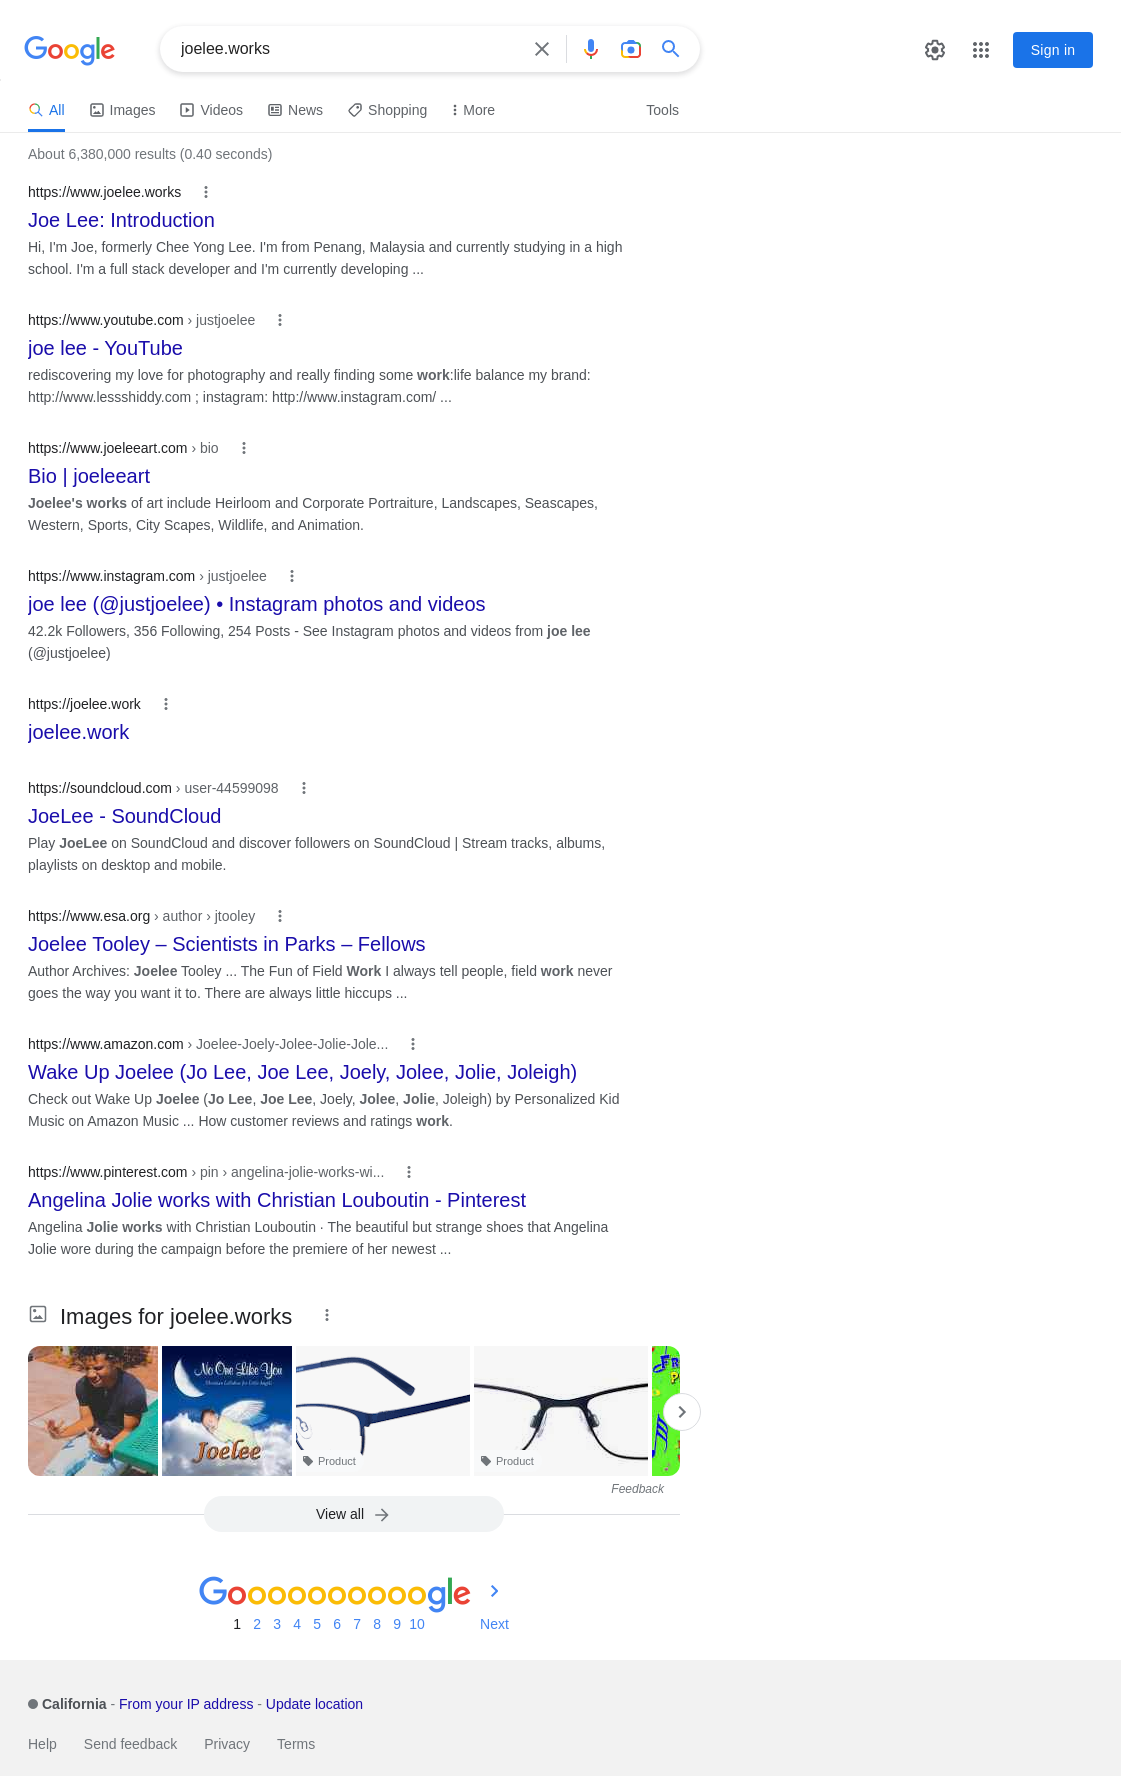 Google
joelee.works
Sign in
All Images Videos News Shopping More Tools
About 6,380,000 results (0.40 seconds)
https://www.joelee.works
Joe Lee: Introduction
Hi, I'm Joe, formerly Chee Yong Lee. I'm from Penang, Malaysia and currently studying in a high
school. I'm a full stack developer and I'm currently developing ...
https://www.youtube.com › justjoelee
joe lee - YouTube
rediscovering my love for photography and really finding some work:life balance my brand:
http://www.lessshiddy.com ; instagram: http://www.instagram.com/ ...
https://www.joeleeart.com › bio
Bio | joeleeart
Joelee's works of art include Heirloom and Corporate Portraiture, Landscapes, Seascapes,
Western, Sports, City Scapes, Wildlife, and Animation.
https://www.instagram.com › justjoelee
joe lee (@justjoelee) • Instagram photos and videos
42.2k Followers, 356 Following, 254 Posts - See Instagram photos and videos from joe lee
(@justjoelee)
https://joelee.work
joelee.work
https://soundcloud.com › user-44599098
JoeLee - SoundCloud
Play JoeLee on SoundCloud and discover followers on SoundCloud | Stream tracks, albums,
playlists on desktop and mobile.
https://www.esa.org › author › jtooley
Joelee Tooley – Scientists in Parks – Fellows
Author Archives: Joelee Tooley ... The Fun of Field Work I always tell people, field work never
goes the way you want it to. There are always little hiccups ...
https://www.amazon.com › Joelee-Joely-Jolee-Jolie-Jole...
Wake Up Joelee (Jo Lee, Joe Lee, Joely, Jolee, Jolie, Joleigh)
Check out Wake Up Joelee (Jo Lee, Joe Lee, Joely, Jolee, Jolie, Joleigh) by Personalized Kid
Music on Amazon Music ... How customer reviews and ratings work.
https://www.pinterest.com › pin › angelina-jolie-works-wi...
Angelina Jolie works with Christian Louboutin - Pinterest
Angelina Jolie works with Christian Louboutin · The beautiful but strange shoes that Angelina
Jolie wore during the campaign before the premiere of her newest ...
Images for joelee.works
No One Like You
Joelee
Product
Product
Feedback
View all
Goooooooooogle
1 2 3 4 5 6 7 8 9 10 Next
California - From your IP address - Update location
Help Send feedback Privacy Terms